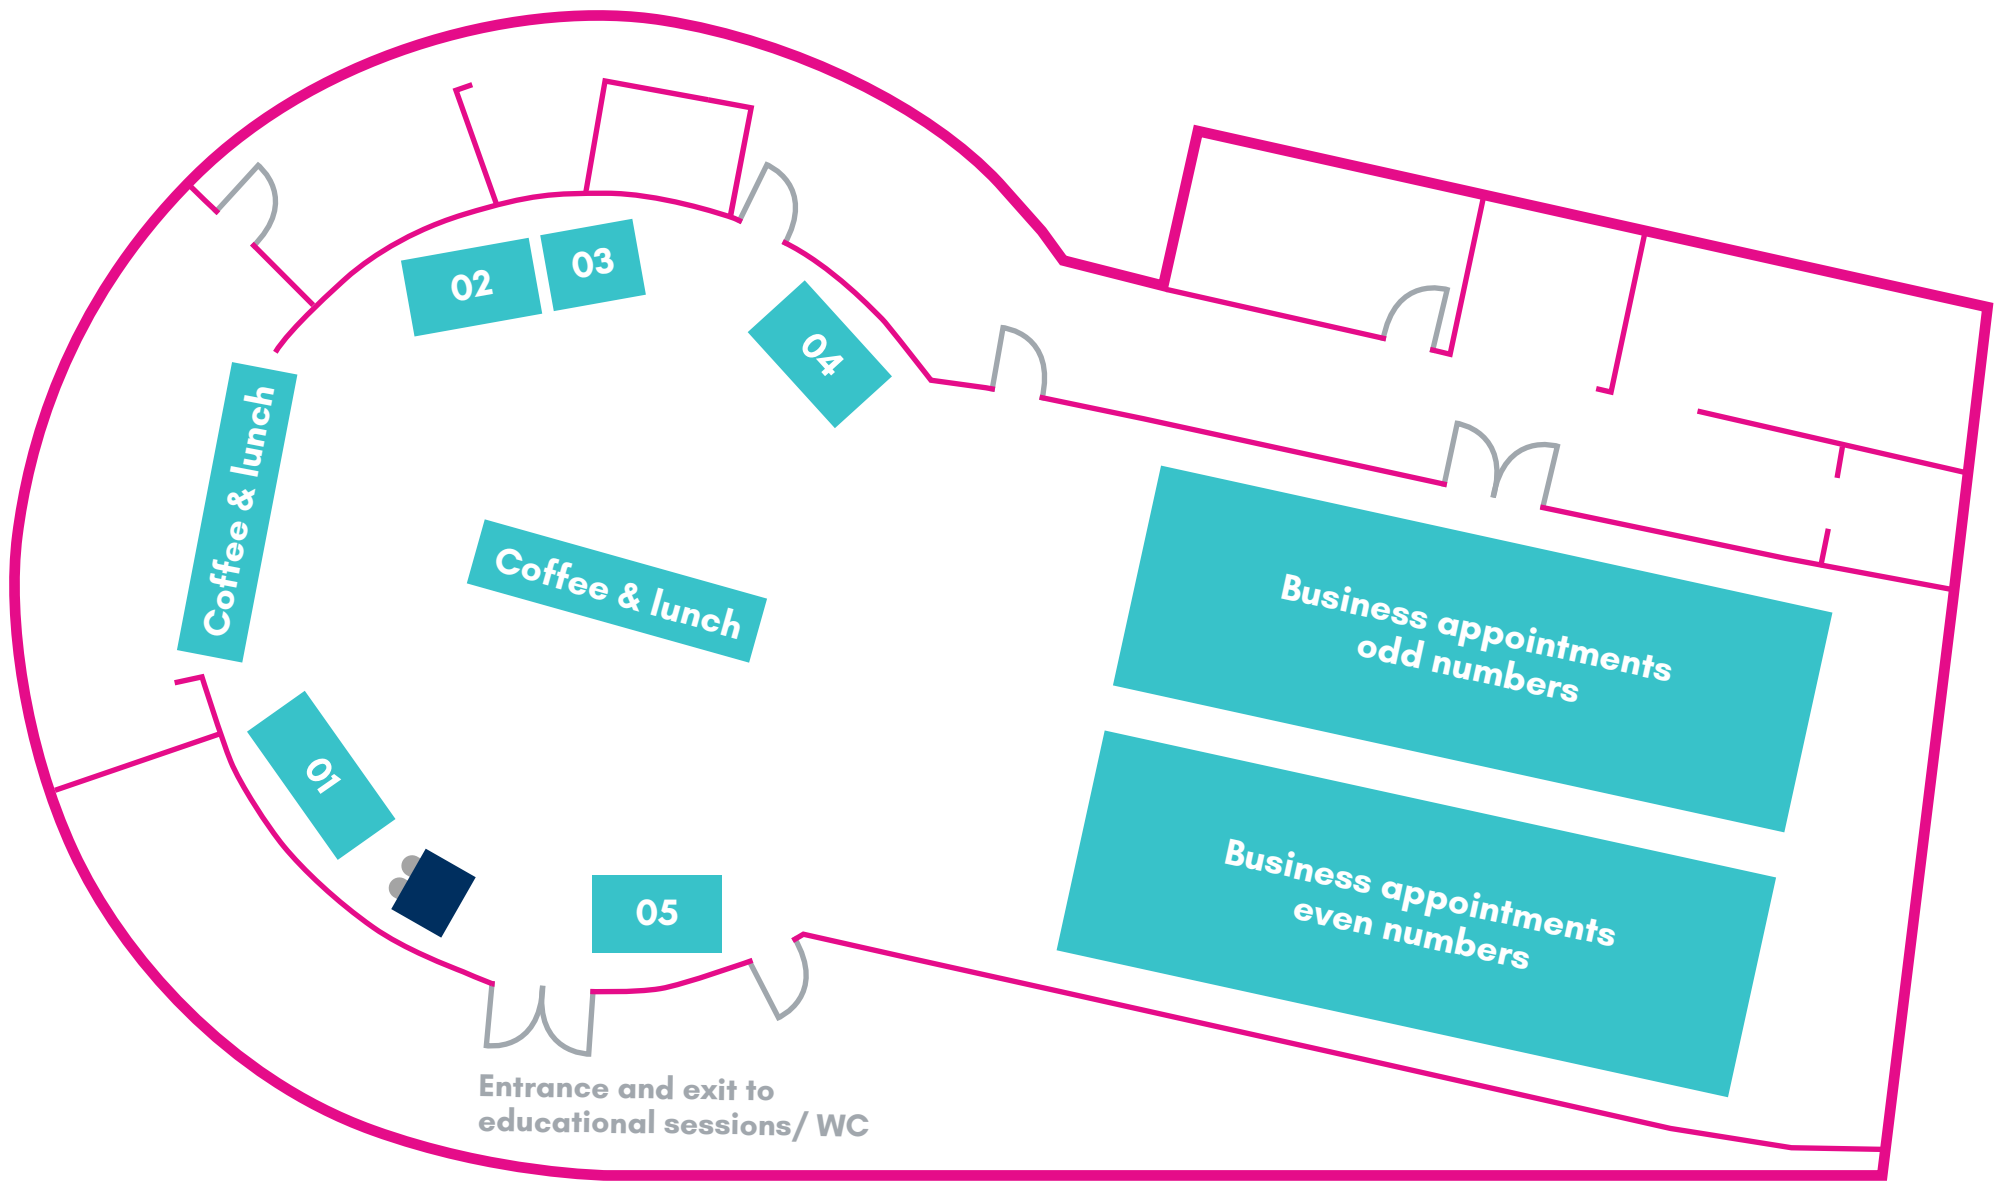 02
03
04
Coffee & lunch
Coffee & lunch
Business appointments
odd numbers
01
Business appointments
even numbers
05
Entrance and exit to
educational sessions/ WC